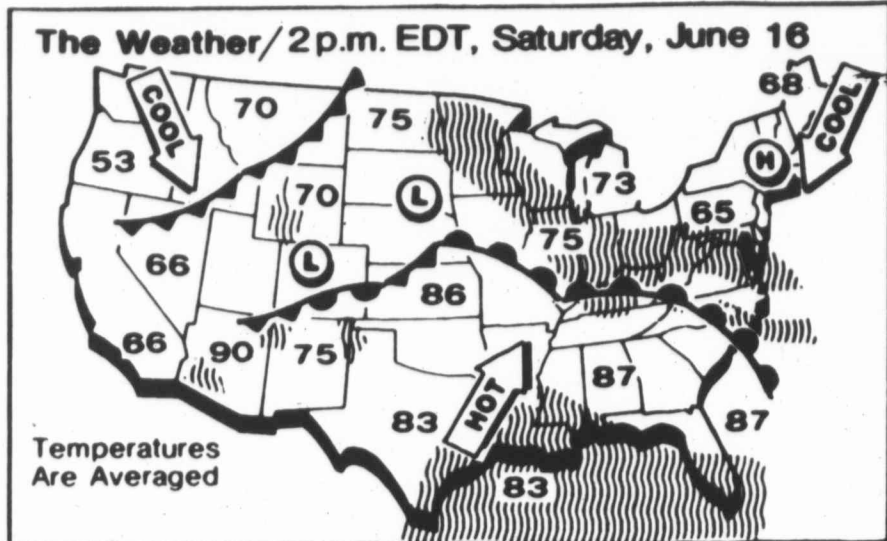 The Weather/2 p.m. EDT, Saturday, June 16
68
COOL
70
COOL
75
H
53
L
73
70
65
75
L
66
86
66
90
75
87
HOT
83
87
Temperatures
Are Averaged
83